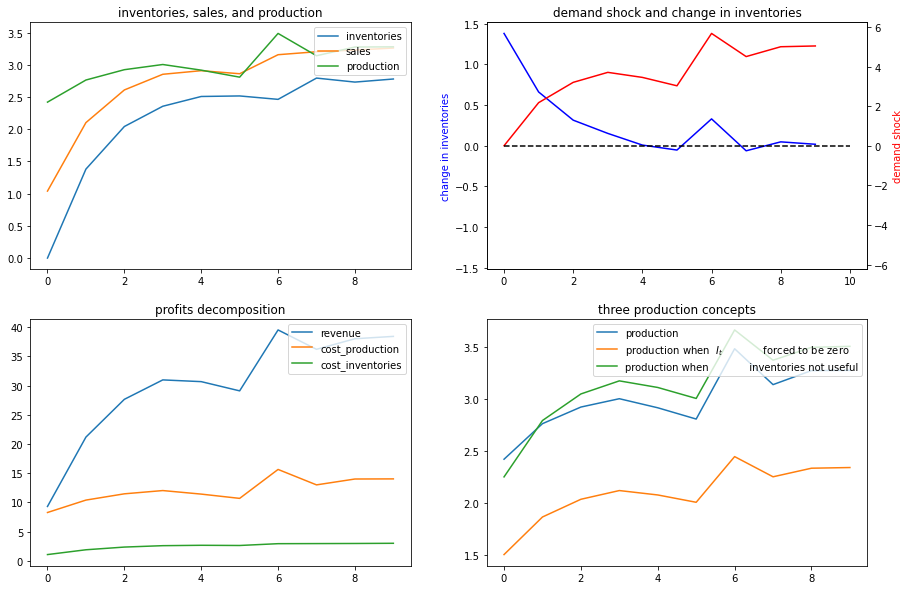 inventories, sales, and production
3.5
3.0
2.5
2.0
1.5
1.0
0.5
0.0
inventories
sales
production
0 2 4 6 8
demand shock and change in inventories
change in inventories
1.5
1.0
0.5
0.0
−0.5
−1.0
−1.5
6
4
2
0
−2
−4
−6
demand shock
0 2 4 6 8 10
profits decomposition
40
35
30
25
20
15
10
5
0
revenue
cost_production
cost_inventories
0 2 4 6 8
three production concepts
3.5
3.0
2.5
2.0
1.5
production
production when I_t forced to be zero
production when inventories not useful
0 2 4 6 8